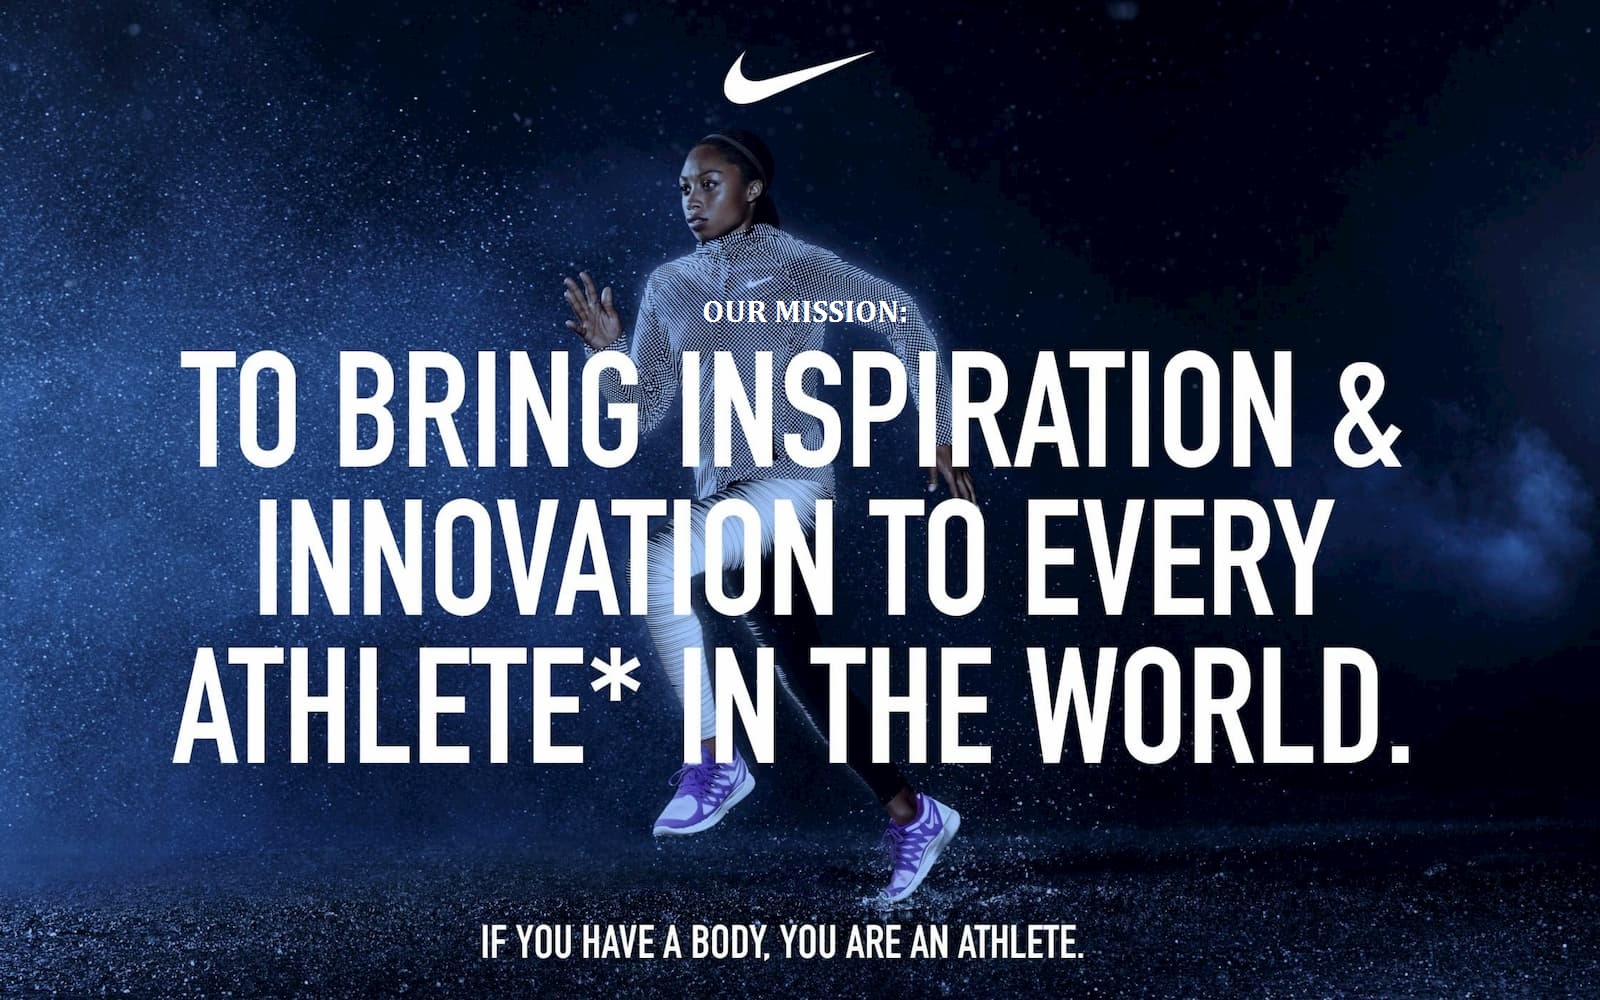 OUR MISSION:
TO BRING INSPIRATION &
INNOVATION TO EVERY
ATHLETE* IN THE WORLD.
IF YOU HAVE A BODY, YOU ARE AN ATHLETE.